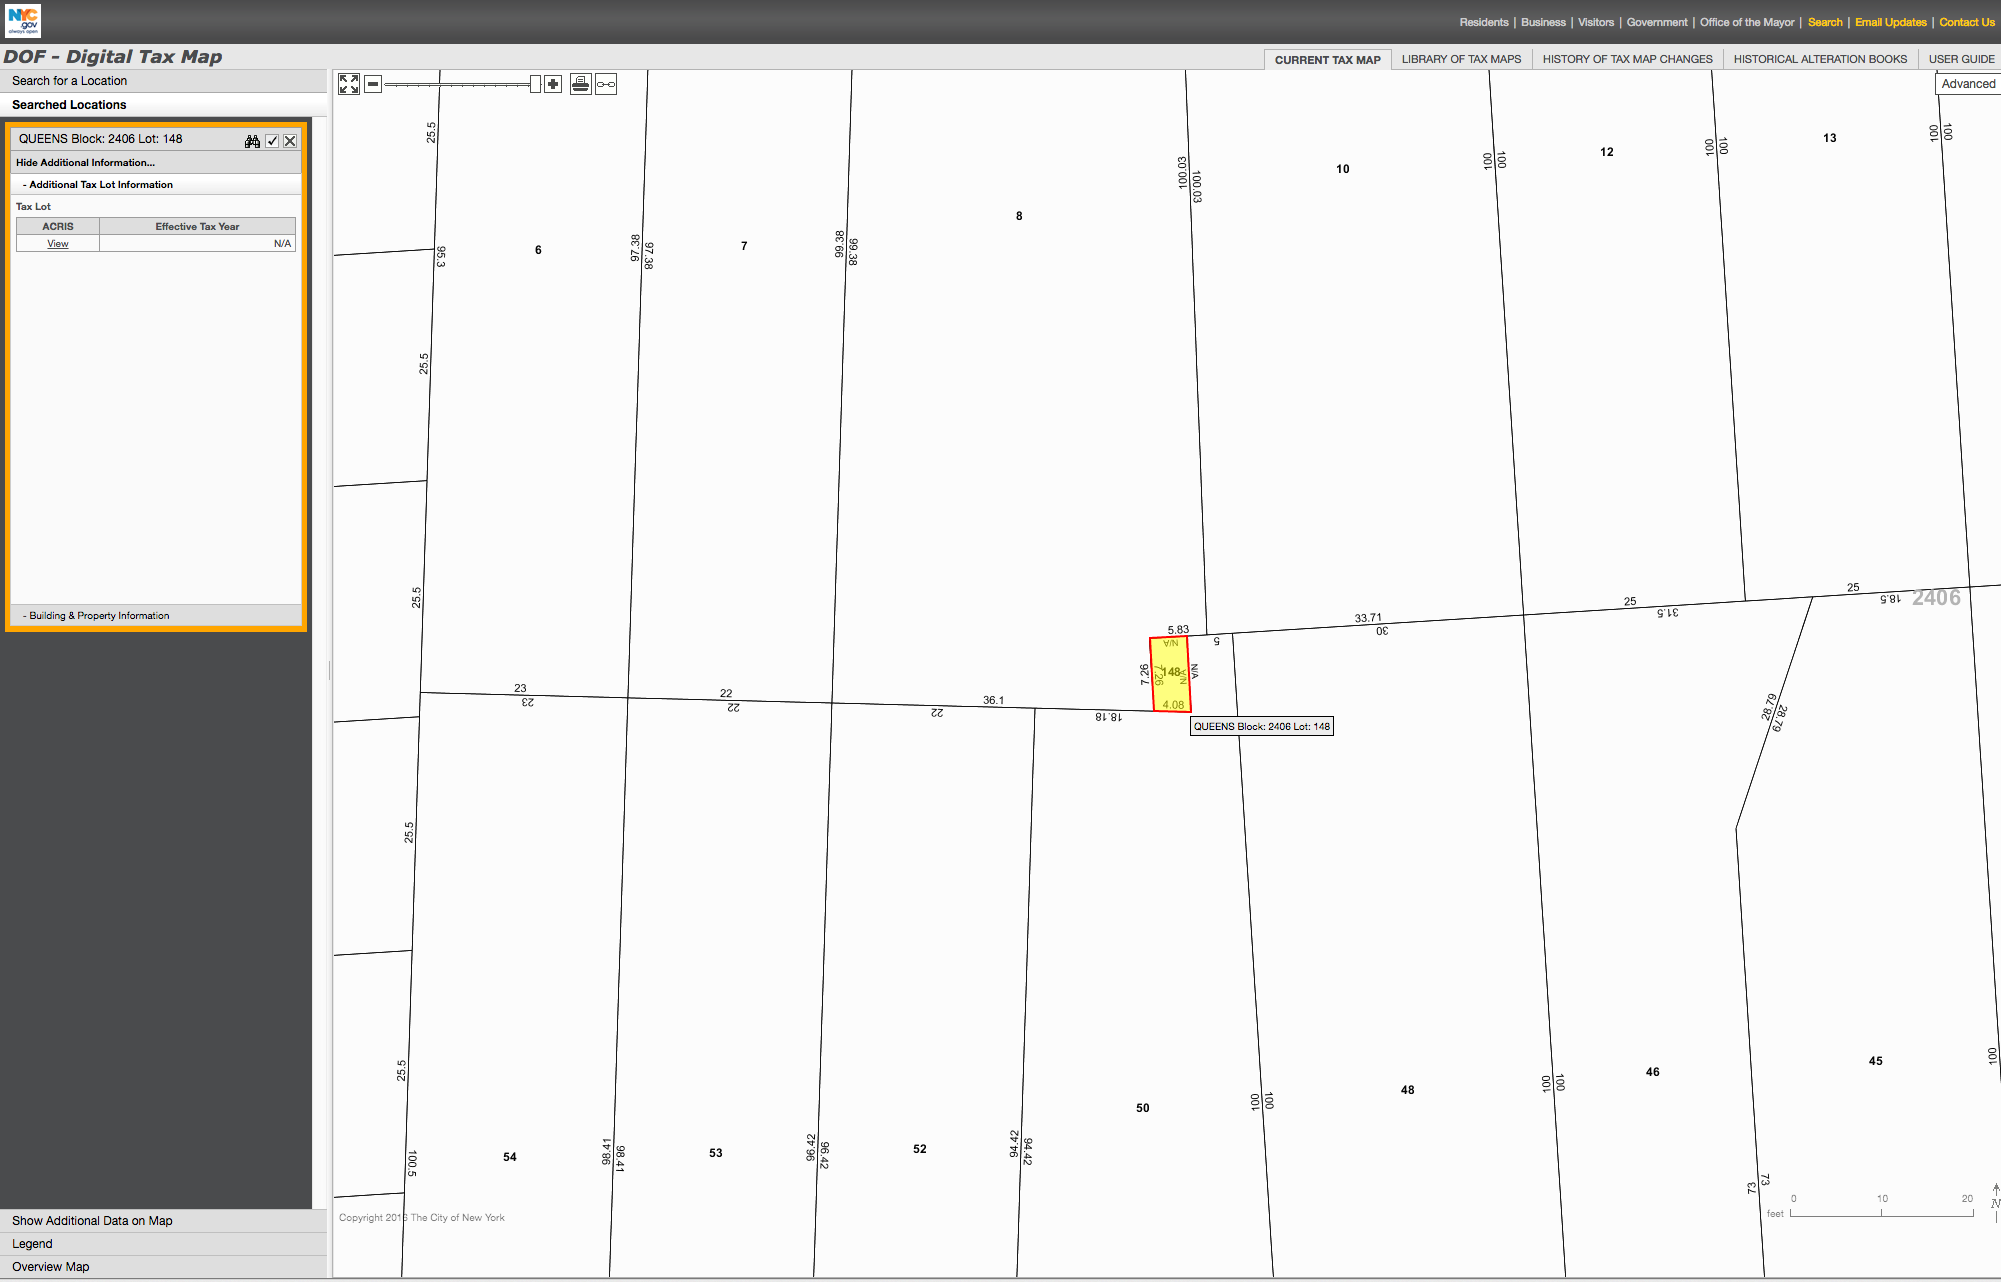 NYC
.gov
always open
Residents | Business | Visitors | Government | Office of the Mayor | Search | Email Updates | Contact Us
DOF - Digital Tax Map
CURRENT TAX MAP
LIBRARY OF TAX MAPS
HISTORY OF TAX MAP CHANGES
HISTORICAL ALTERATION BOOKS
USER GUIDE
Search for a Location
Searched Locations
Advanced
QUEENS Block: 2406 Lot: 148
Hide Additional Information...
- Additional Tax Lot Information
Tax Lot
ACRIS Effective Tax Year
View N/A
- Building & Property Information
Show Additional Data on Map
Legend
Overview Map
25.5
100.03
100.03
100
100
100
100
100
100
10
12
13
8
6
7
95.3
97.38
97.38
99.38
99.38
25.5
25.5
25
25
31.5
18.5
2406
33.71
30
5.83
5
N/A
7.26
7.26
148
N/A
N/A
4.08
23
23
22
22
36.1
22
18.18
QUEENS Block: 2406 Lot: 148
28.79
28.79
25.5
25.5
45
46
48
50
52
53
54
100
100
100
100
100
100.5
98.41
98.41
96.42
96.42
94.42
94.42
73
73
0 10 20
feet
N
Copyright 2016 The City of New York